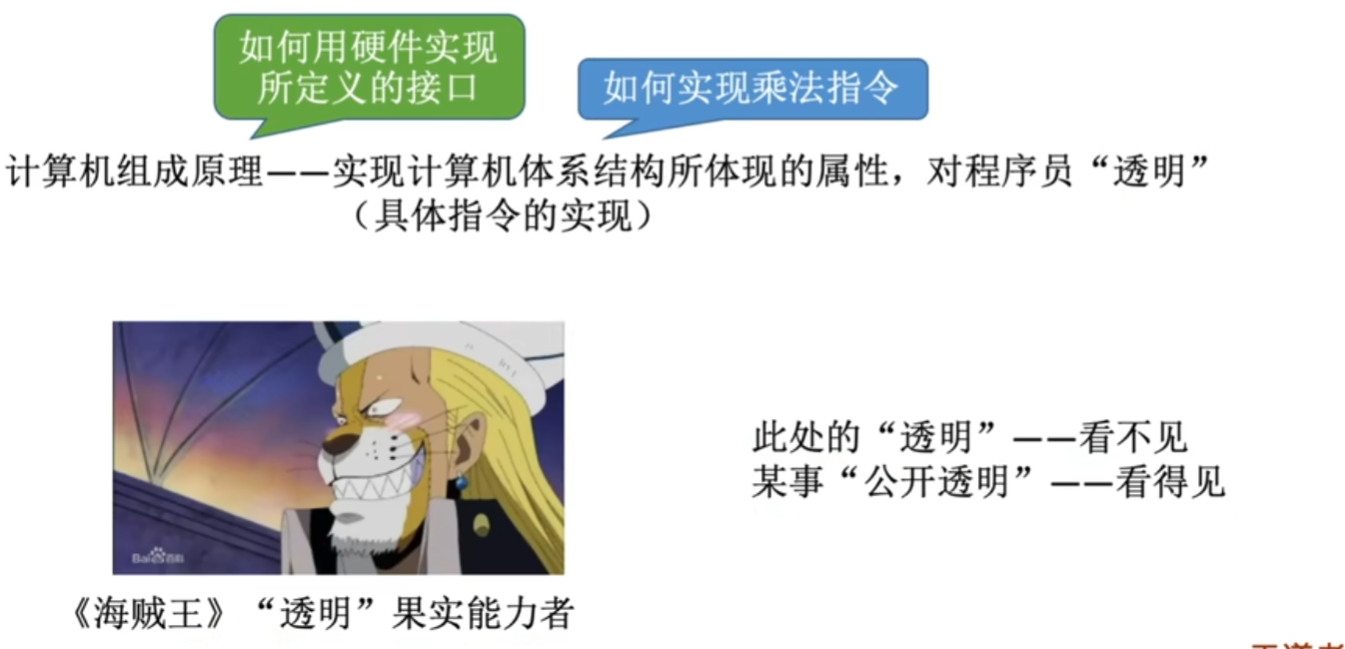 如何用硬件实现
所定义的接口
如何实现乘法指令
计算机组成原理——实现计算机体系结构所体现的属性，对程序员“透明”
（具体指令的实现）
此处的“透明”——看不见
某事“公开透明”——看得见
Bai百科
《海贼王》“透明”果实能力者